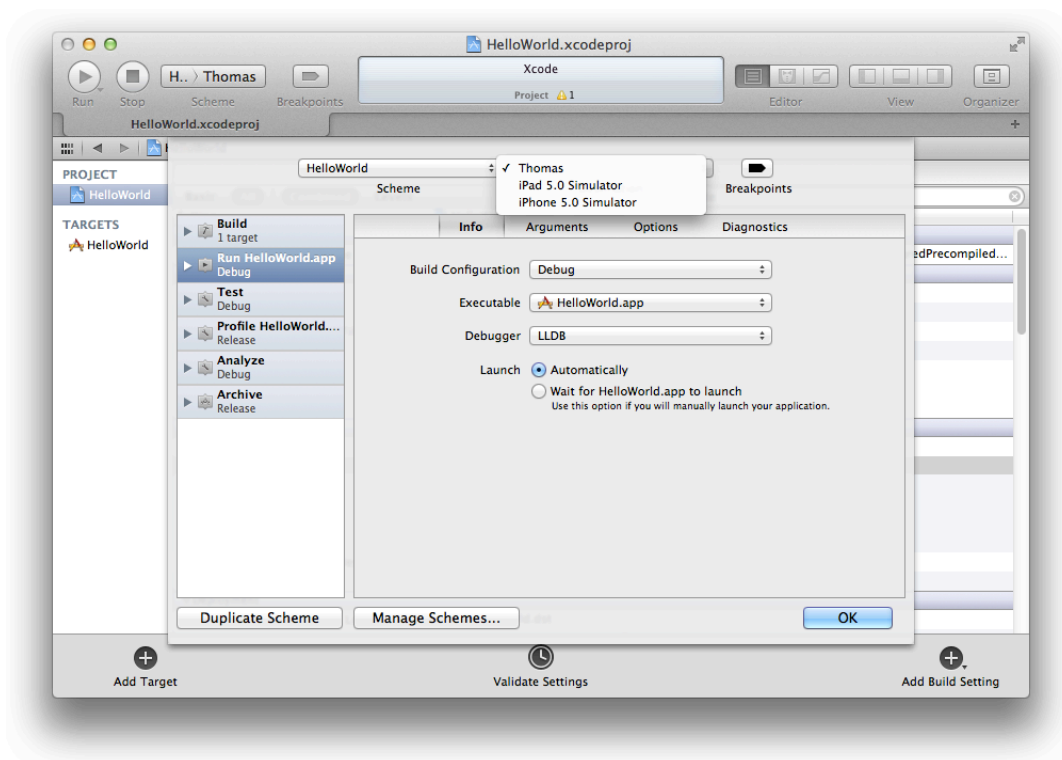 HelloWorld.xcodeproj
H.. 〉 Thomas
Xcode
Project 1
Run
Stop
Scheme
Breakpoints
Editor
View
Organizer
HelloWorld.xcodeproj
PROJECT
HelloWorld
TARGETS
HelloWorld
HelloWorld
✓ Thomas
iPad 5.0 Simulator
iPhone 5.0 Simulator
Scheme
Breakpoints
Build
1 target
Run HelloWorld.app
Debug
Test
Debug
Profile HelloWorld....
Release
Analyze
Debug
Archive
Release
Info
Arguments
Options
Diagnostics
Build Configuration
Debug
Executable
HelloWorld.app
Debugger
LLDB
Launch
Automatically
Wait for HelloWorld.app to launch
Use this option if you will manually launch your application.
edPrecompiled...
Duplicate Scheme
Manage Schemes...
OK
Add Target
Validate Settings
Add Build Setting